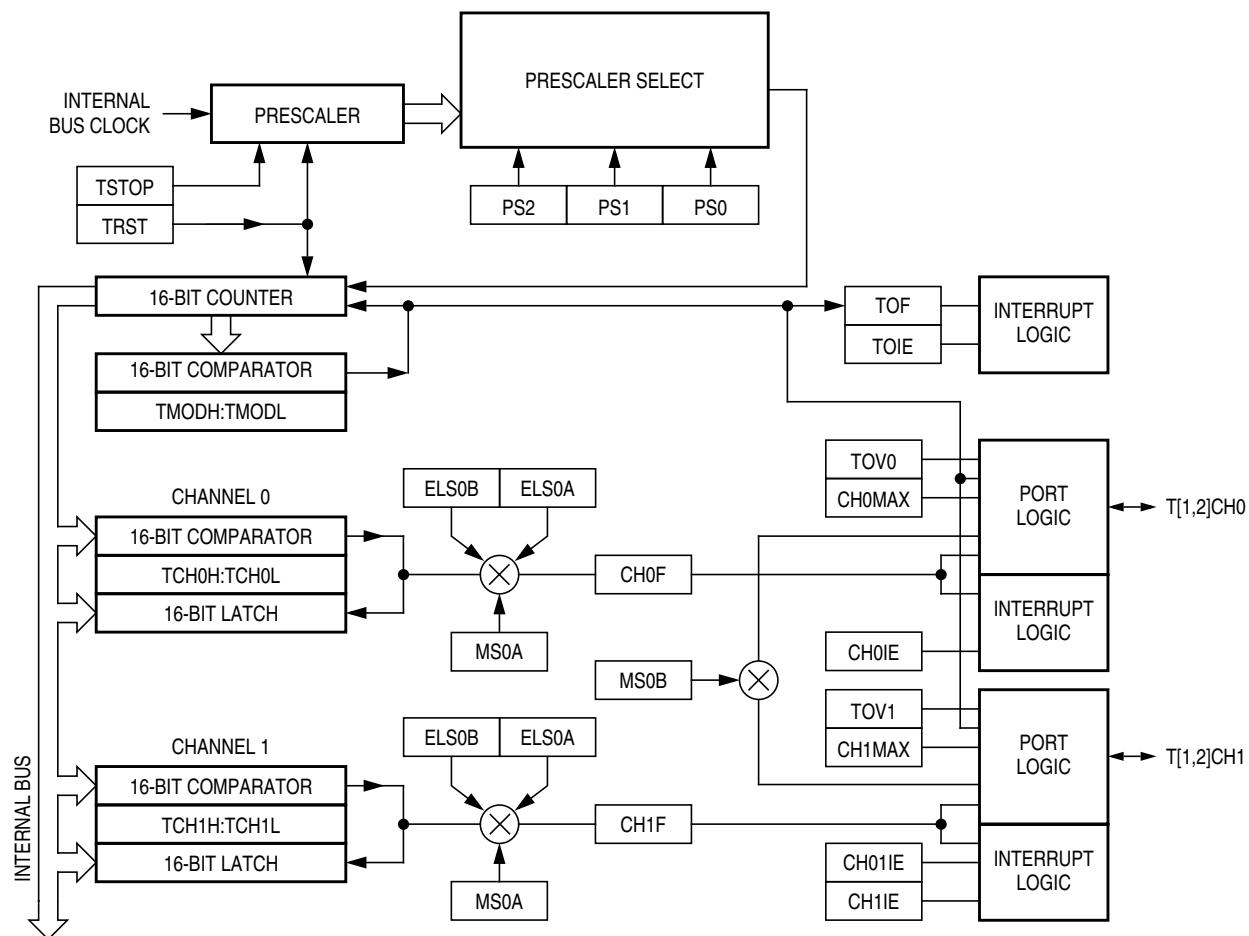 PRESCALER SELECT
INTERNAL
BUS CLOCK
PRESCALER
TSTOP
TRST
PS2
PS1
PS0
16-BIT COUNTER
TOF
TOIE
INTERRUPT
LOGIC
16-BIT COMPARATOR
TMODH:TMODL
CHANNEL 0
ELS0B
ELS0A
TOV0
CH0MAX
PORT
LOGIC
T[1,2]CH0
16-BIT COMPARATOR
TCH0H:TCH0L
16-BIT LATCH
CH0F
MS0A
INTERRUPT
LOGIC
CH0IE
MS0B
CHANNEL 1
ELS0B
ELS0A
TOV1
CH1MAX
PORT
LOGIC
T[1,2]CH1
16-BIT COMPARATOR
TCH1H:TCH1L
16-BIT LATCH
CH1F
MS0A
CH01IE
CH1IE
INTERRUPT
LOGIC
INTERNAL BUS